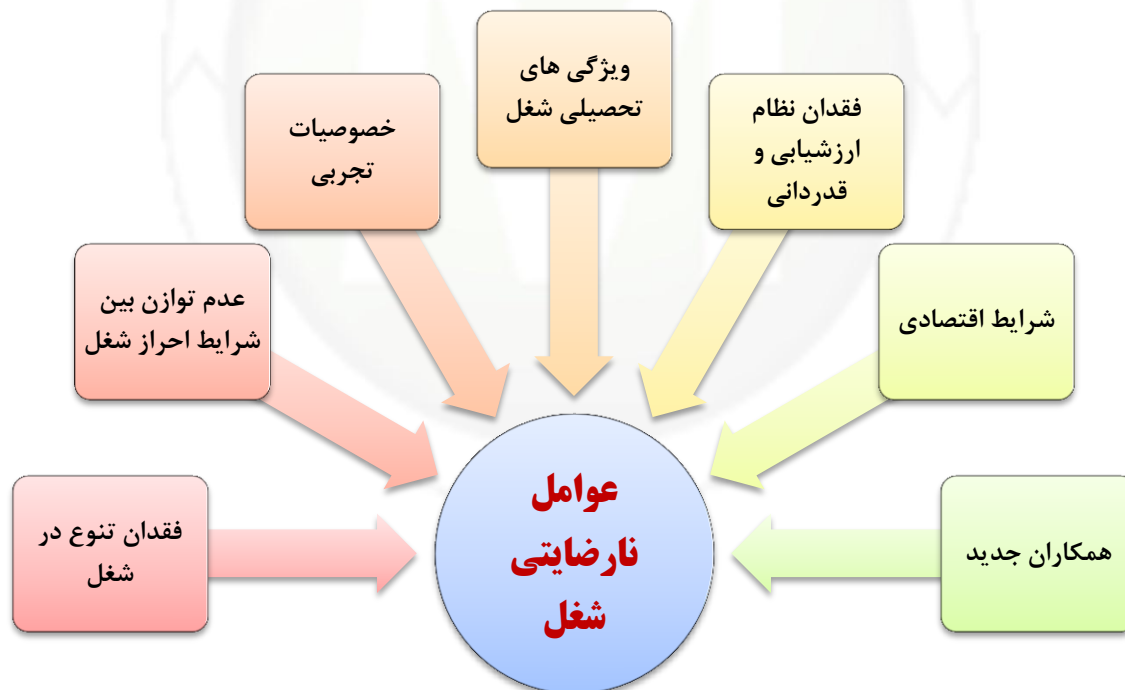 ویژگی های
تحصیلی شغل
فقدان نظام
ارزشیابی و
قدردانی
خصوصیات
تجربی
شرایط اقتصادی
عدم توازن بین
شرایط احراز شغل
همکاران جدید
فقدان تنوع در
شغل
عوامل
نارضایتی
شغل